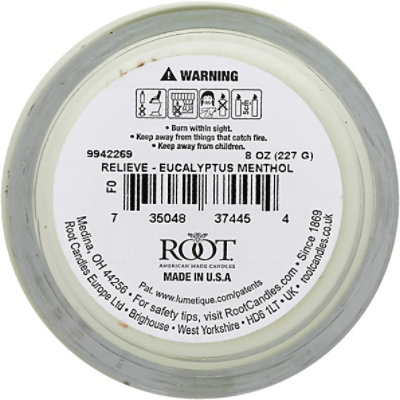 WARNING
• Burn within sight.
• Keep away from things that catch fire.
• Keep away from children.
9942269 8 OZ (227 G)
RELIEVE - EUCALYPTUS MENTHOL
F0
7 35048 37445 4
ROOT
AMERICAN MADE CANDLES
MADE IN U.S.A
www.lumetique.com/patents
Medina, OH 44256 • For safety tips, visit RootCandles.com • Since 1869
Root Candles Europe Ltd • Brighouse • West Yorkshire • HD6 1LT • UK • rootcandles.co.uk